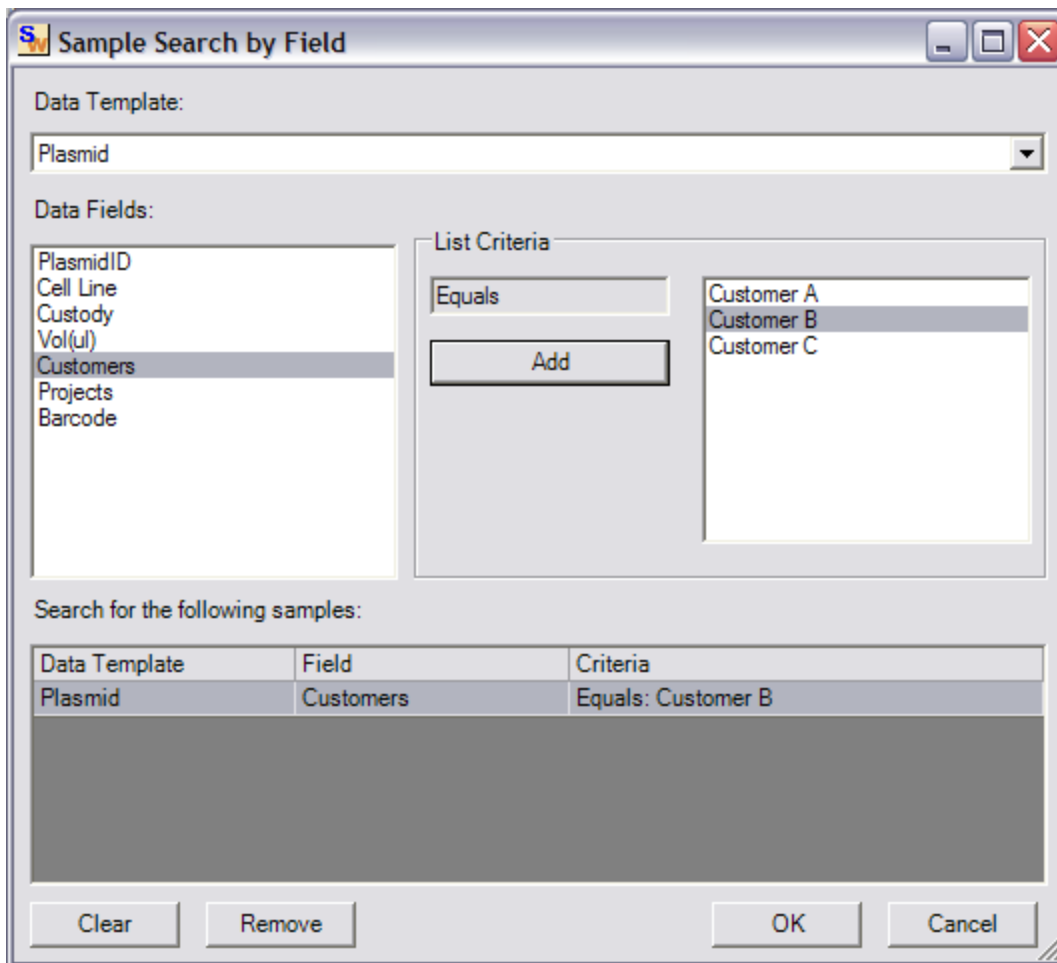 SW Sample Search by Field
Data Template:
Plasmid
Data Fields:
PlasmidID
Cell Line
Custody
Vol(ul)
Customers
Projects
Barcode
List Criteria
Equals
Add
Customer A
Customer B
Customer C
Search for the following samples:
Data Template Field Criteria
Plasmid Customers Equals: Customer B
Clear Remove OK Cancel